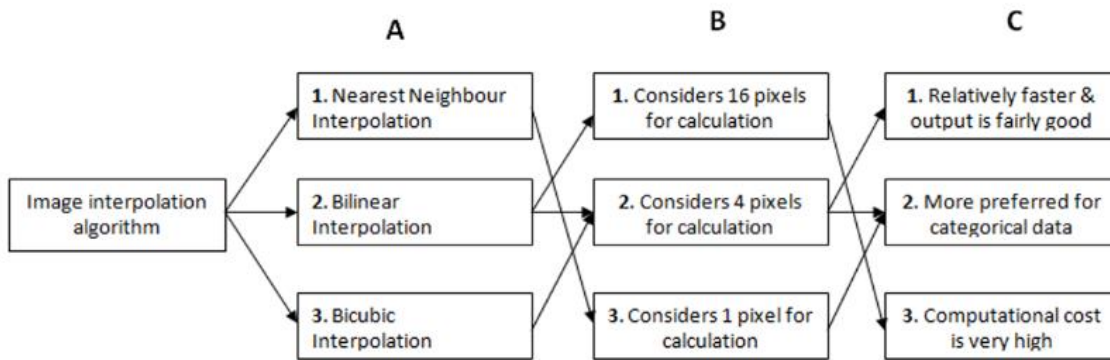 A
B
C
Image interpolation
algorithm
1. Nearest Neighbour
Interpolation
2. Bilinear
Interpolation
3. Bicubic
Interpolation
1. Considers 16 pixels
for calculation
2. Considers 4 pixels
for calculation
3. Considers 1 pixel for
calculation
1. Relatively faster &
output is fairly good
2. More preferred for
categorical data
3. Computational cost
is very high